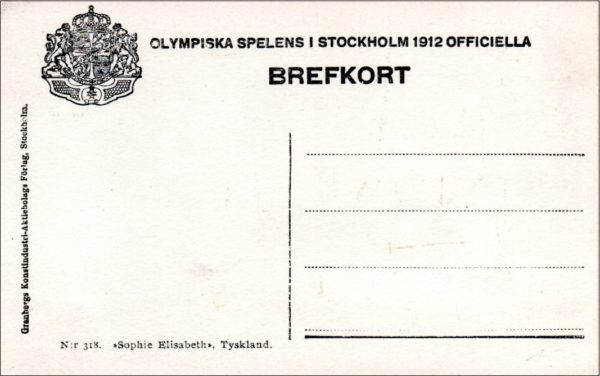 OLYMPISKA SPELENS I STOCKHOLM 1912 OFFICIELLA
BREFKORT
Granbergs Konstindustri-Aktiebolags Förlag, Stockholm.
N:r 318. »Sophie Elisabeth», Tyskland.